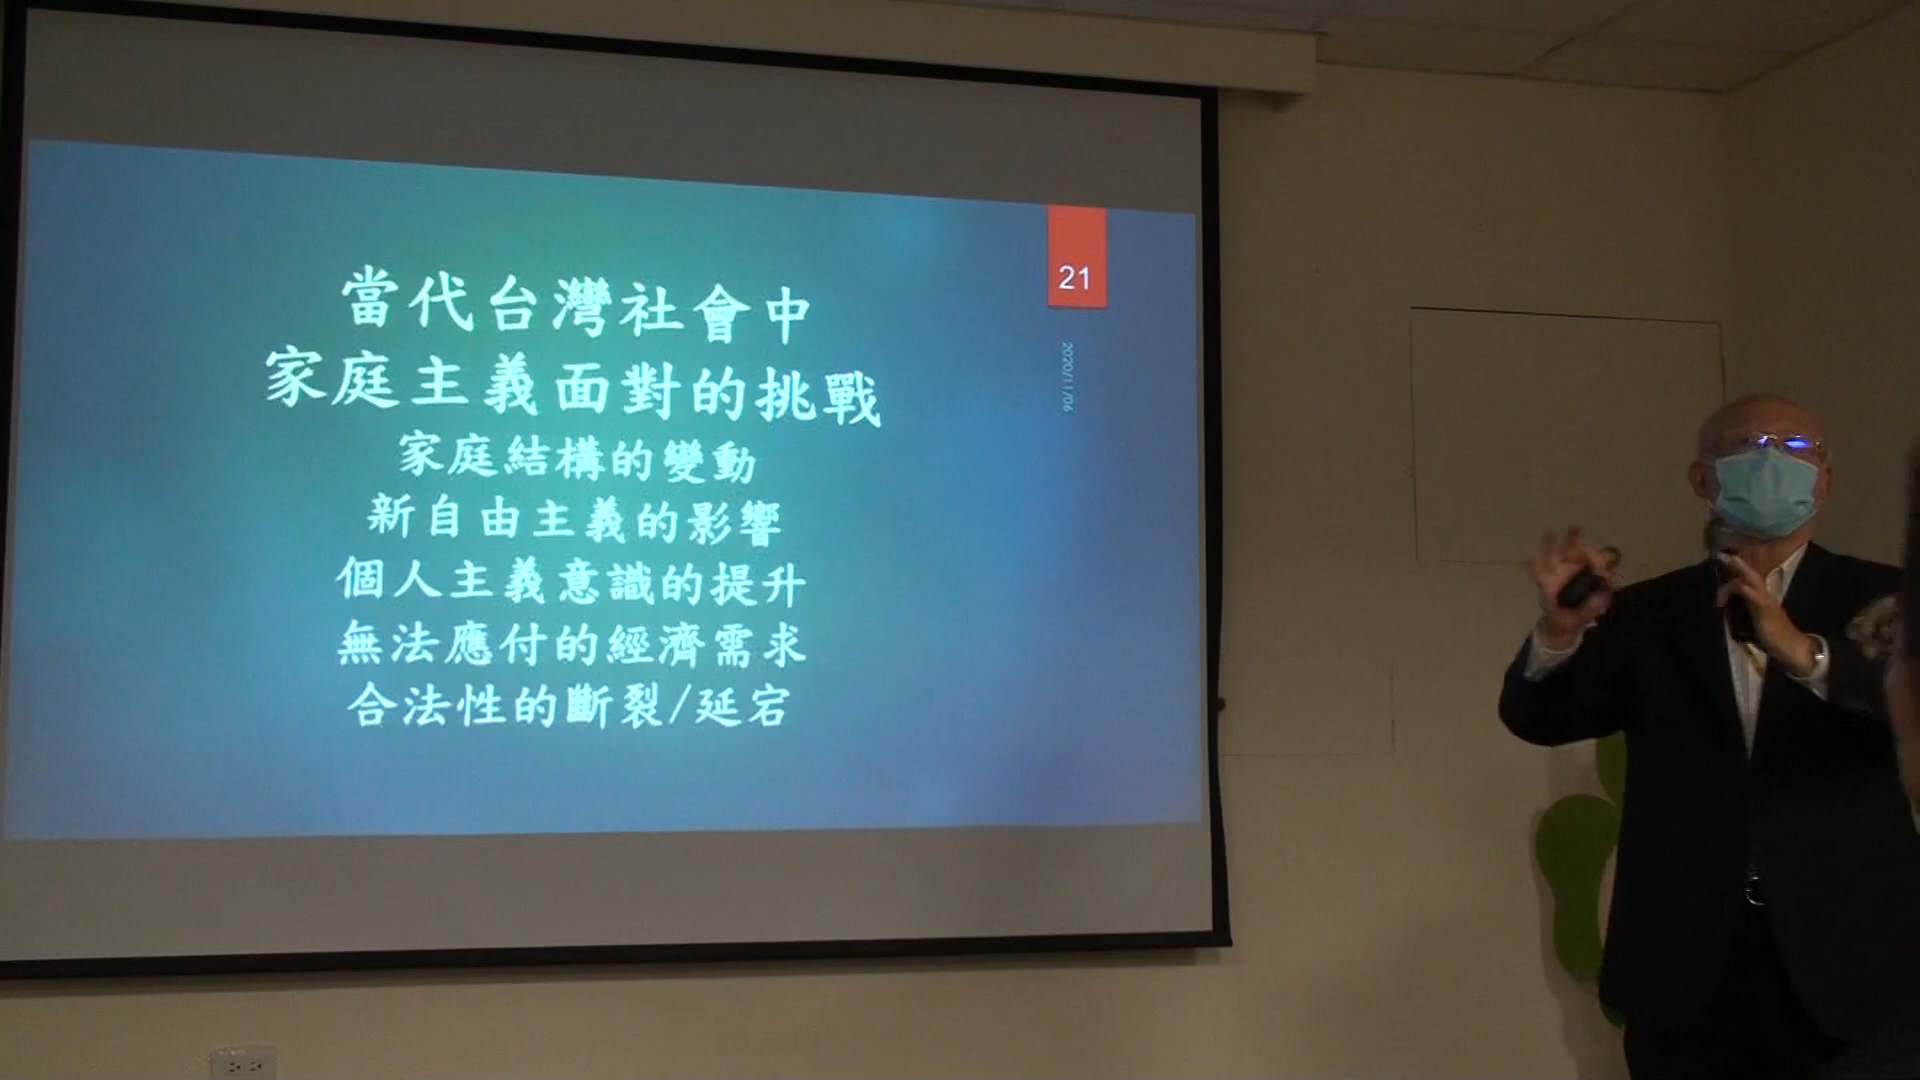 當代台灣社會中
家庭主義面對的挑戰
家庭結構的變動
新自由主義的影響
個人主義意識的提升
無法應付的經濟需求
合法性的斷裂/延宕
21
2020/11/06